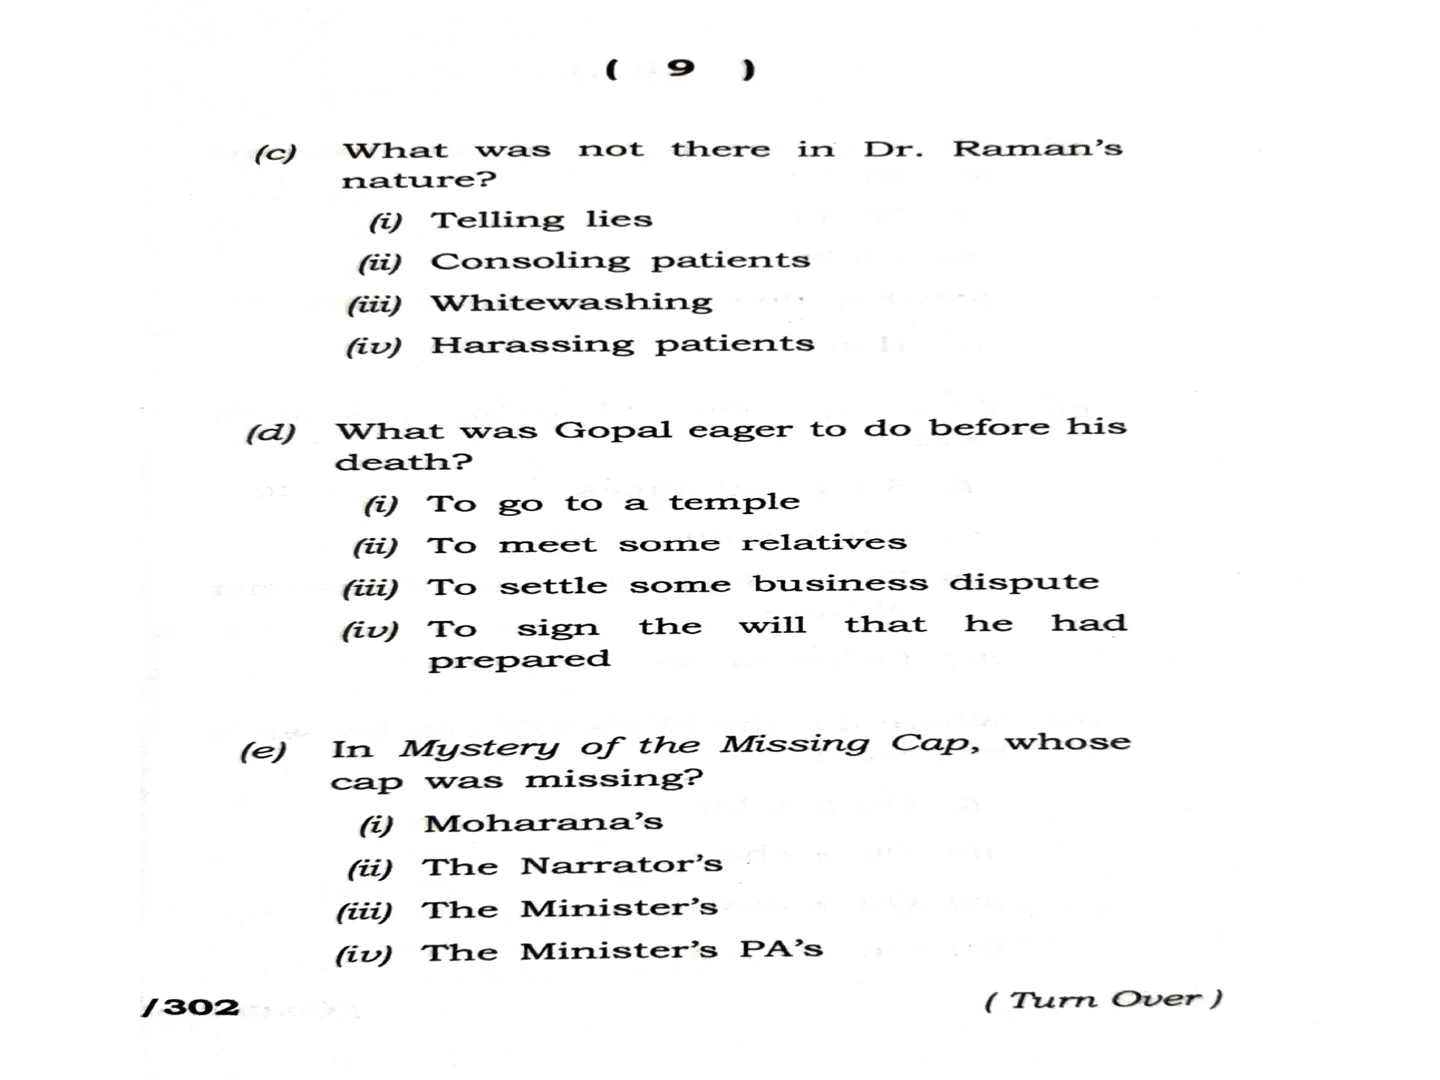 ( 9 )
(c) What was not there in Dr. Raman's
nature?
(i) Telling lies
(ii) Consoling patients
(iii) Whitewashing
(iv) Harassing patients
(d) What was Gopal eager to do before his
death?
(i) To go to a temple
(ii) To meet some relatives
(iii) To settle some business dispute
(iv) To sign the will that he had
prepared
(e) In Mystery of the Missing Cap, whose
cap was missing?
(i) Moharana's
(ii) The Narrator's
(iii) The Minister's
(iv) The Minister's PA's
/302 ( Turn Over )